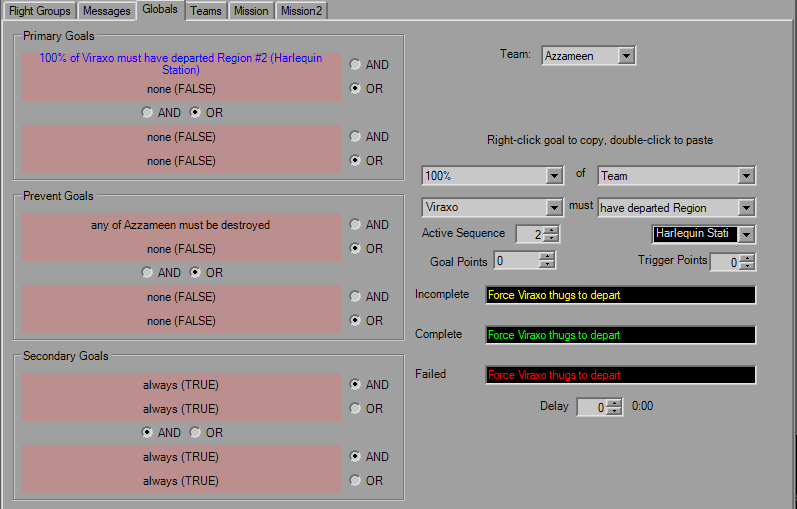 Flight Groups Messages Globals Teams Mission Mission2
Primary Goals
100% of Viraxo must have departed Region #2 (Harlequin
Station)
none (FALSE)
AND
OR
AND OR
none (FALSE)
none (FALSE)
AND
OR
Prevent Goals
any of Azzameen must be destroyed
none (FALSE)
AND
OR
AND OR
none (FALSE)
none (FALSE)
AND
OR
Secondary Goals
always (TRUE)
always (TRUE)
AND
OR
AND OR
always (TRUE)
always (TRUE)
AND
OR
Team: Azzameen
Right-click goal to copy, double-click to paste
100% of Team
Viraxo must have departed Region
Active Sequence 2 Harlequin Stati
Goal Points 0 Trigger Points 0
Incomplete Force Viraxo thugs to depart
Complete Force Viraxo thugs to depart
Failed Force Viraxo thugs to depart
Delay 0 0:00